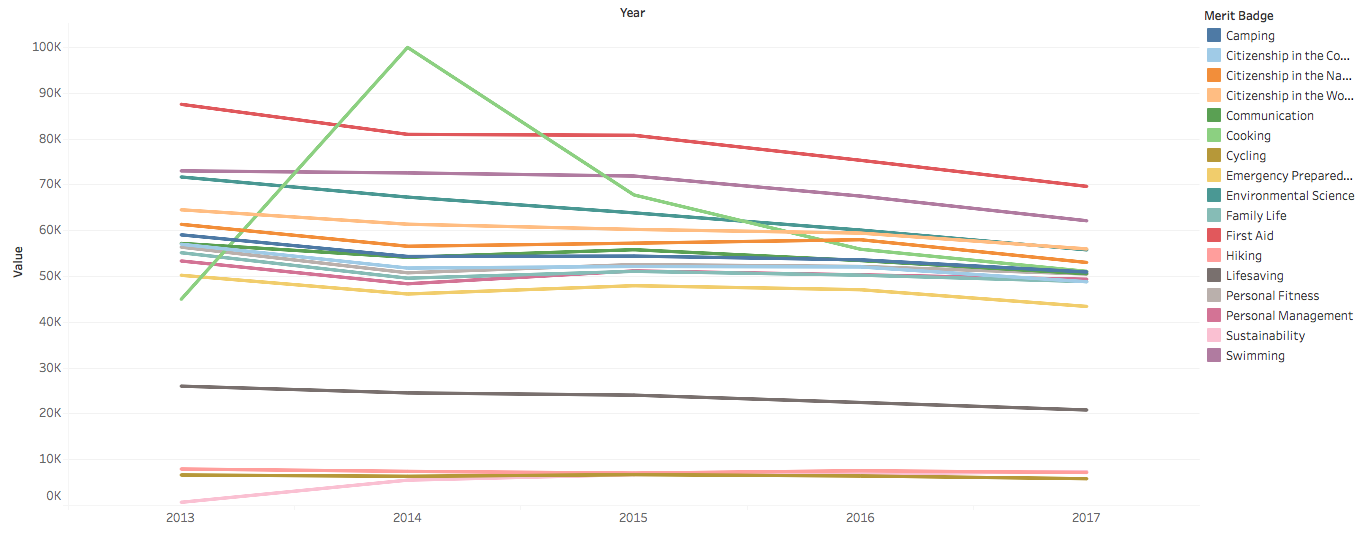 Year
Merit Badge
Camping
Citizenship in the Co...
Citizenship in the Na...
Citizenship in the Wo...
Communication
Cooking
Cycling
Emergency Prepared...
Environmental Science
Family Life
First Aid
Hiking
Lifesaving
Personal Fitness
Personal Management
Sustainability
Swimming
Value
100K
90K
80K
70K
60K
50K
40K
30K
20K
10K
0K
2013 2014 2015 2016 2017